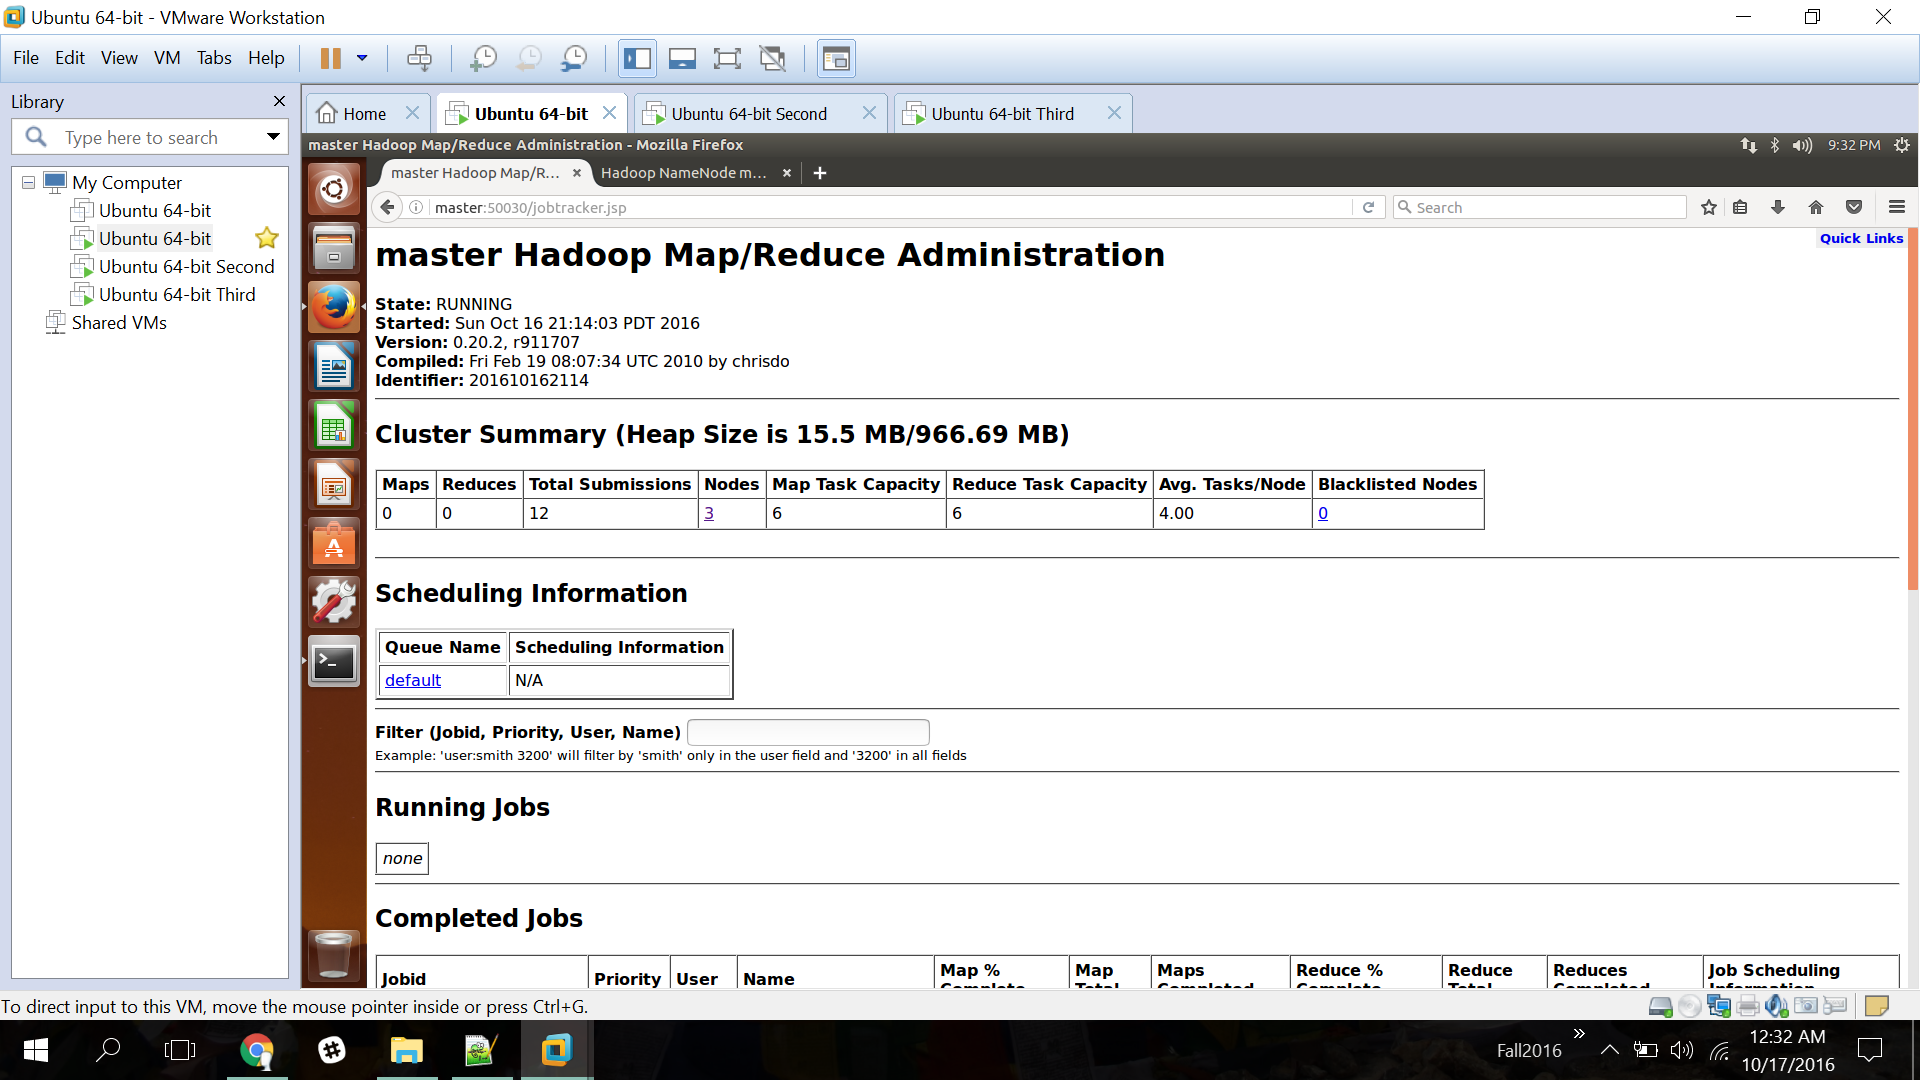 Ubuntu 64-bit - VMware Workstation
File Edit View VM Tabs Help
Library
Type here to search
My Computer
Ubuntu 64-bit
Ubuntu 64-bit
Ubuntu 64-bit Second
Ubuntu 64-bit Third
Shared VMs
Home Ubuntu 64-bit Ubuntu 64-bit Second Ubuntu 64-bit Third
master Hadoop Map/Reduce Administration - Mozilla Firefox 9:32 PM
master Hadoop Map/R... Hadoop NameNode m...
master:50030/jobtracker.jsp Search
Quick Links
master Hadoop Map/Reduce Administration
State: RUNNING
Started: Sun Oct 16 21:14:03 PDT 2016
Version: 0.20.2, r911707
Compiled: Fri Feb 19 08:07:34 UTC 2010 by chrisdo
Identifier: 201610162114
Cluster Summary (Heap Size is 15.5 MB/966.69 MB)
Maps Reduces Total Submissions Nodes Map Task Capacity Reduce Task Capacity Avg. Tasks/Node Blacklisted Nodes
0 0 12 3 6 6 4.00 0
Scheduling Information
Queue Name Scheduling Information
default N/A
Filter (Jobid, Priority, User, Name)
Example: 'user:smith 3200' will filter by 'smith' only in the user field and '3200' in all fields
Running Jobs
none
Completed Jobs
Jobid Priority User Name Map % Complete Map Total Maps Completed Reduce % Complete Reduce Total Reduces Completed Job Scheduling Information
To direct input to this VM, move the mouse pointer inside or press Ctrl+G.
Fall2016
12:32 AM
10/17/2016